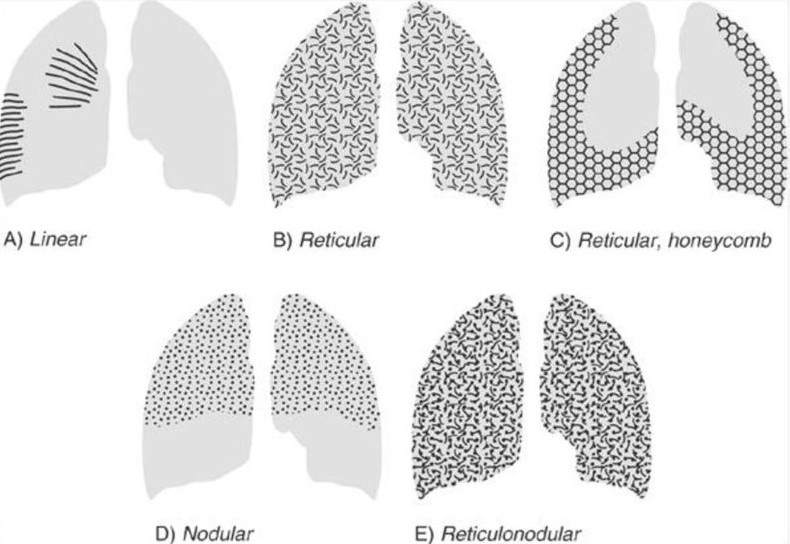 A) Linear
B) Reticular
C) Reticular, honeycomb
D) Nodular
E) Reticulonodular